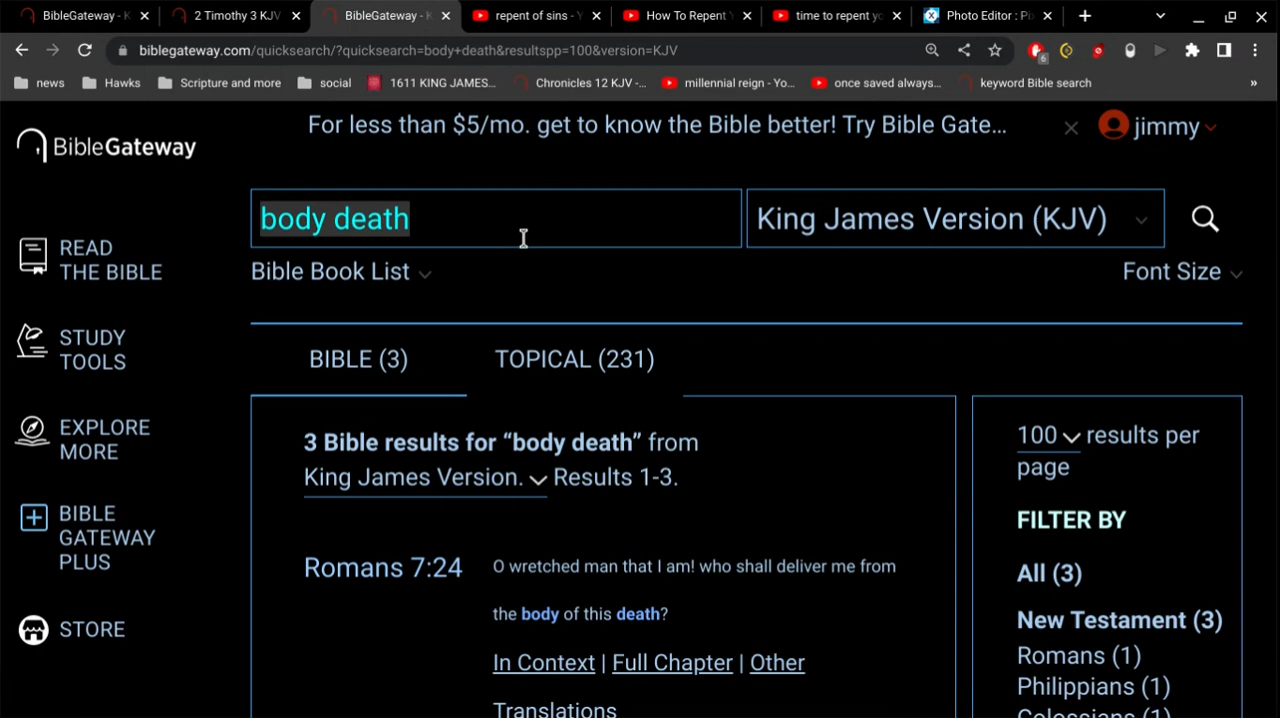 BibleGateway - K
2 Timothy 3 KJV
BibleGateway - K
repent of sins - Y
How To Repent
time to repent yo
Photo Editor : Pi
biblegateway.com/quicksearch/?quicksearch=body+death&resultspp=100&version=KJV
6
news
Hawks
Scripture and more
social
1611 KING JAMES...
Chronicles 12 KJV -...
millennial reign - Yo...
once saved always...
keyword Bible search
»
For less than $5/mo. get to know the Bible better! Try Bible Gate...
jimmy
BibleGateway
body death
King James Version (KJV)
READ
THE BIBLE
Bible Book List
Font Size
STUDY
TOOLS
BIBLE (3)
TOPICAL (231)
EXPLORE
MORE
3 Bible results for “body death” from
King James Version. Results 1-3.
100 results per
page
BIBLE
GATEWAY
PLUS
FILTER BY
All (3)
Romans 7:24
O wretched man that I am! who shall deliver me from
the body of this death?
STORE
New Testament (3)
Romans (1)
In Context | Full Chapter | Other
Translations
Philippians (1)
Colossians (1)